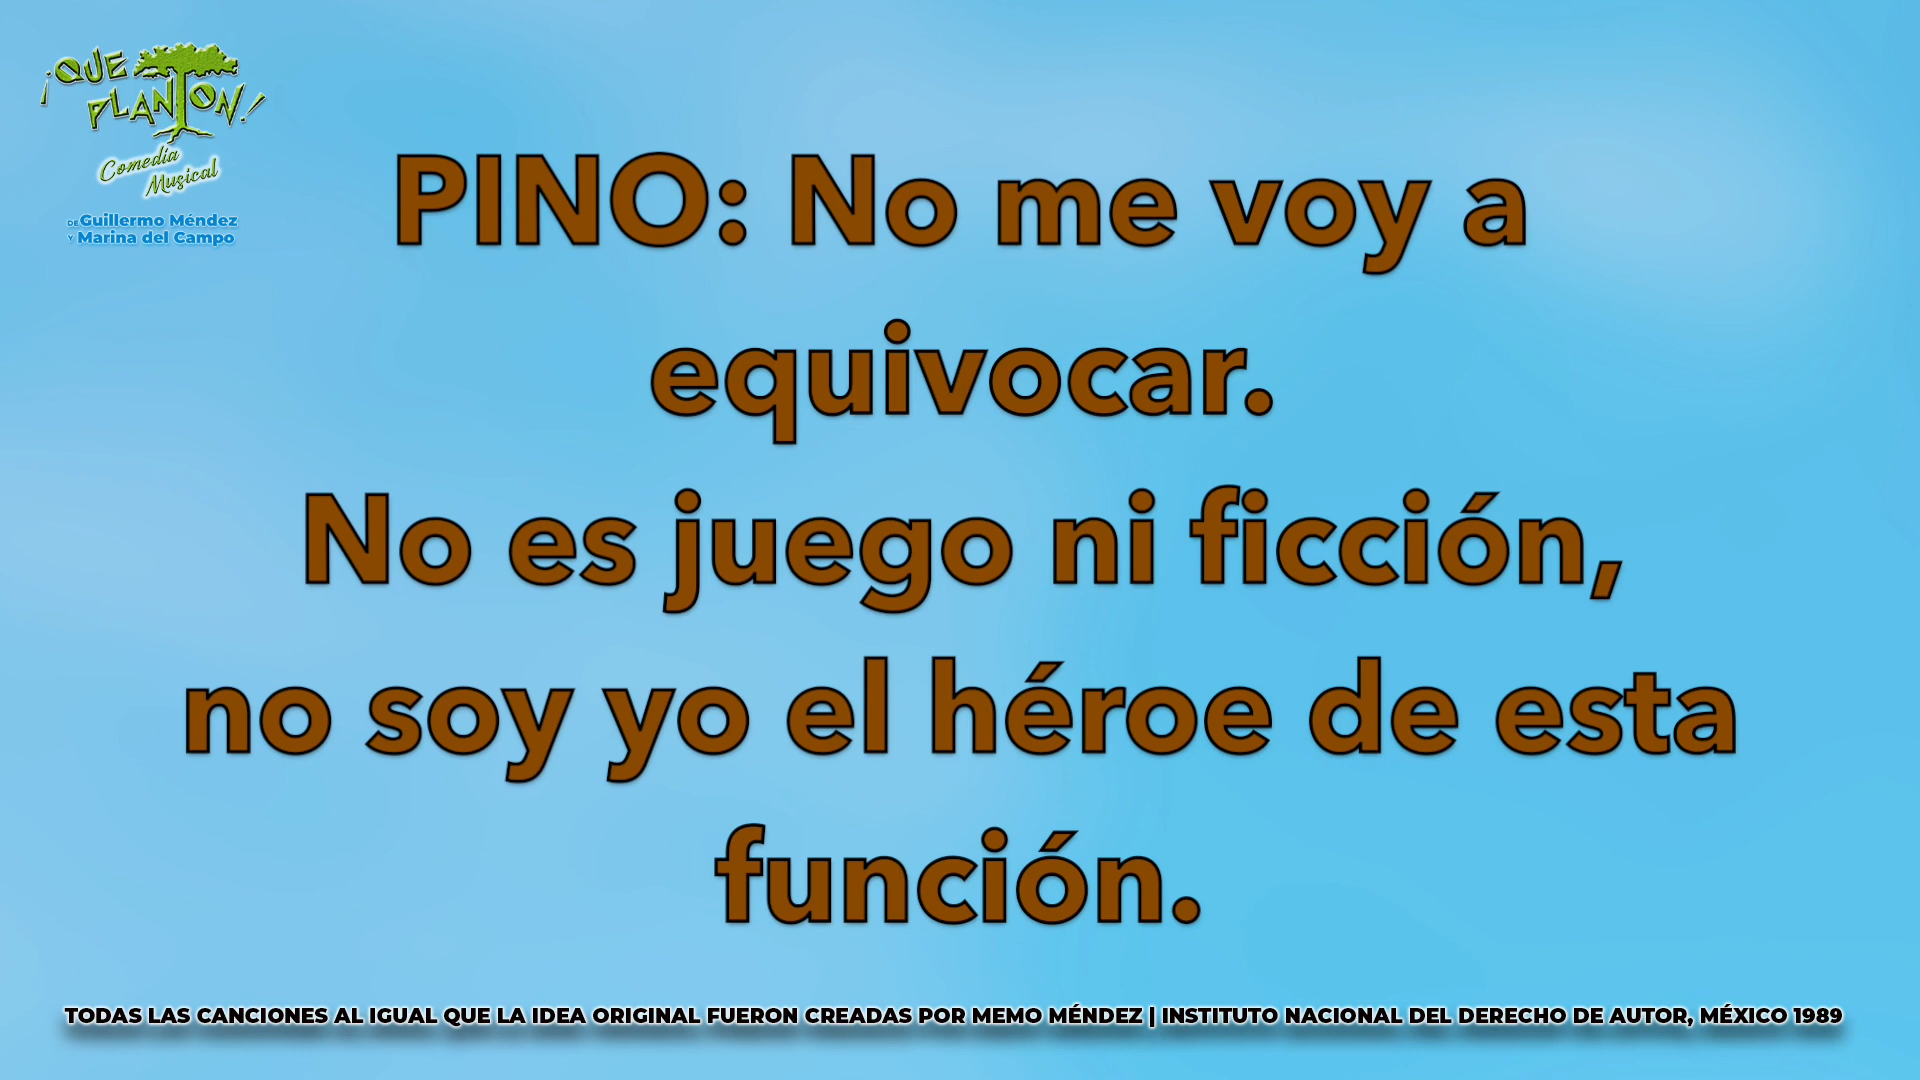 ¡QUE
PLANTON!
Comedia
Musical
DE Guillermo Méndez
Y Marina del Campo
PINO: No me voy a
equivocar.
No es juego ni ficción,
no soy yo el héroe de esta
función.
TODAS LAS CANCIONES AL IGUAL QUE LA IDEA ORIGINAL FUERON CREADAS POR MEMO MÉNDEZ | INSTITUTO NACIONAL DEL DERECHO DE AUTOR, MÉXICO 1989